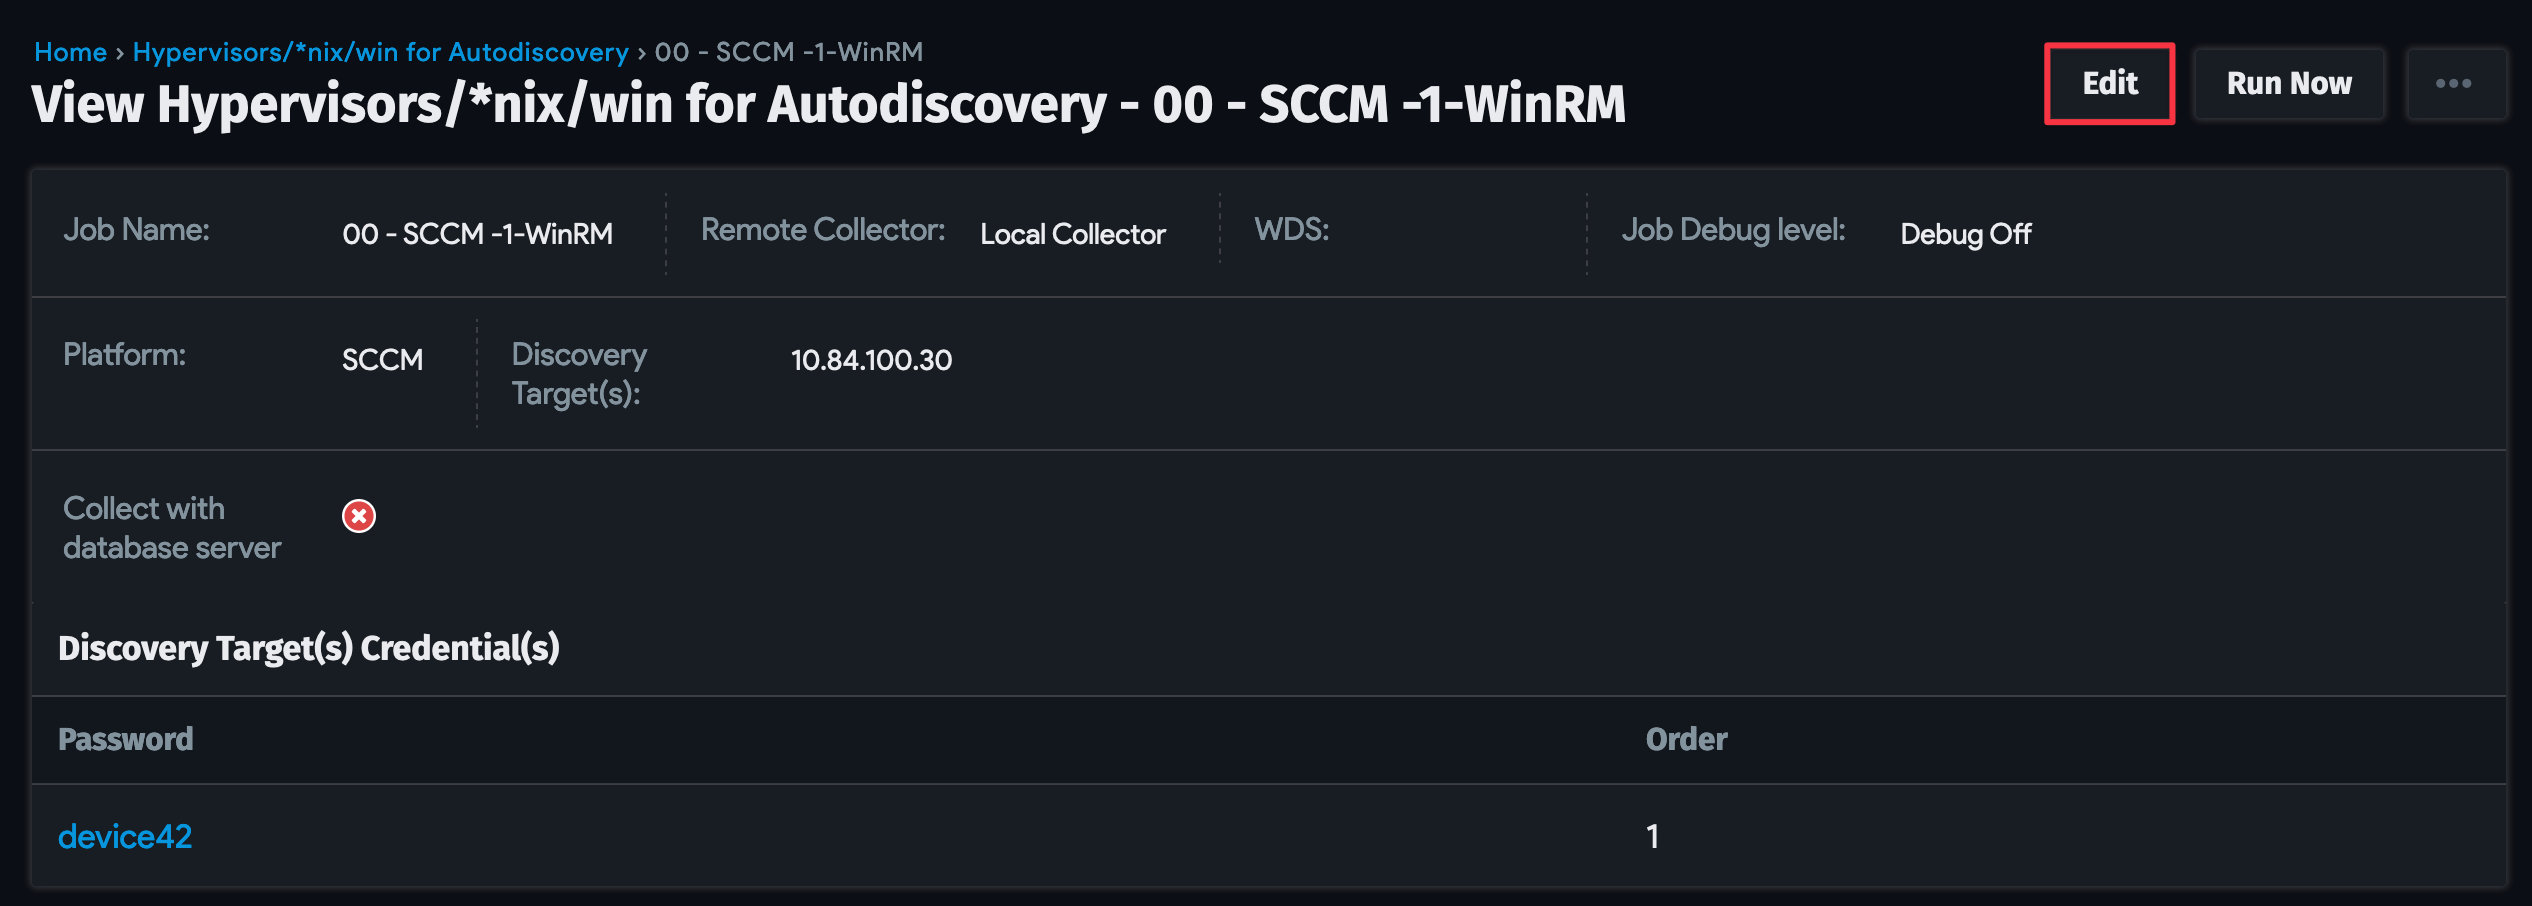 Home › Hypervisors/*nix/win for Autodiscovery › 00 - SCCM -1-WinRM
View Hypervisors/*nix/win for Autodiscovery - 00 - SCCM -1-WinRM
Edit
Run Now
•••
Job Name: 00 - SCCM -1-WinRM
Remote Collector: Local Collector
WDS:
Job Debug level: Debug Off
Platform: SCCM
Discovery
Target(s): 10.84.100.30
Collect with
database server
Discovery Target(s) Credential(s)
Password Order
device42 1